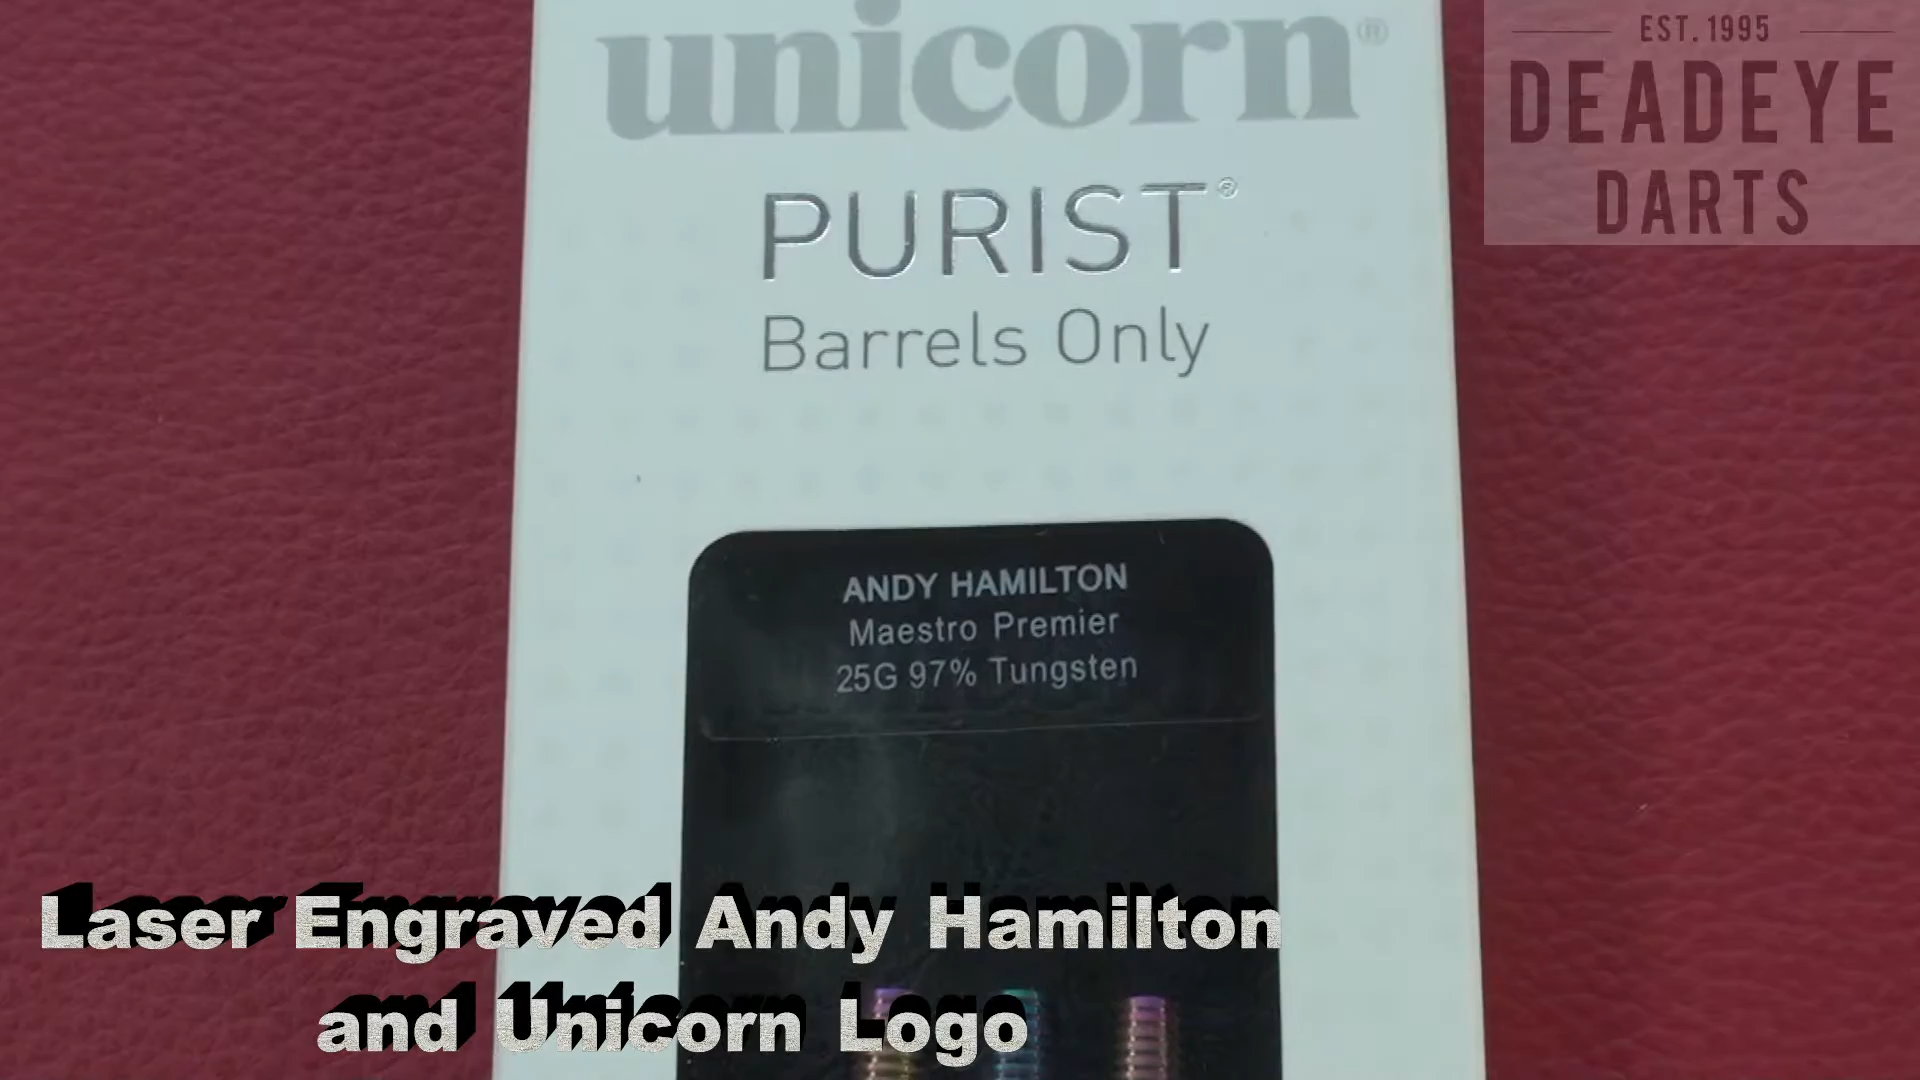 unicorn®
PURIST®
Barrels Only
EST. 1995
DEADEYE
DARTS
ANDY HAMILTON
Maestro Premier
25G 97% Tungsten
Laser Engraved Andy Hamilton
and Unicorn Logo